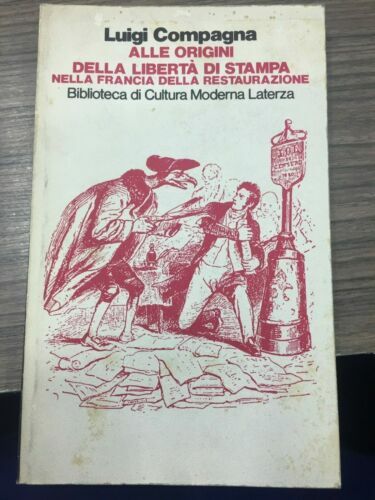 Luigi Compagna
ALLE ORIGINI
DELLA LIBERTÀ DI STAMPA
NELLA FRANCIA DELLA RESTAURAZIONE
Biblioteca di Cultura Moderna Laterza